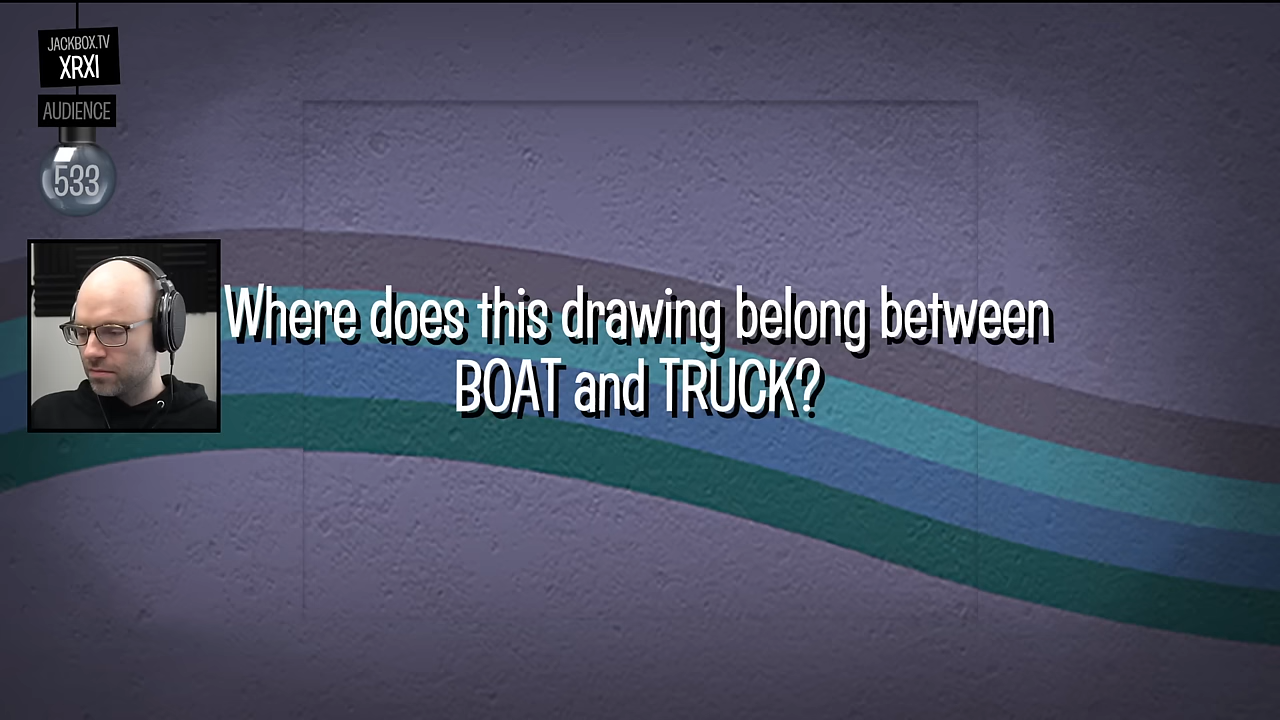 JACKBOX.TV
XRXI
AUDIENCE
533
Where does this drawing belong between
BOAT and TRUCK?